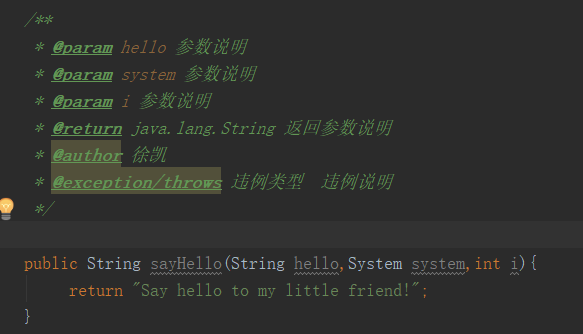 /**
* @param hello 参数说明
* @param system 参数说明
* @param i 参数说明
* @return java.lang.String 返回参数说明
* @author 徐凯
* @exception/throws 违例类型  违例说明
*/
public String sayHello(String hello,System system,int i){
return "Say hello to my little friend!";
}